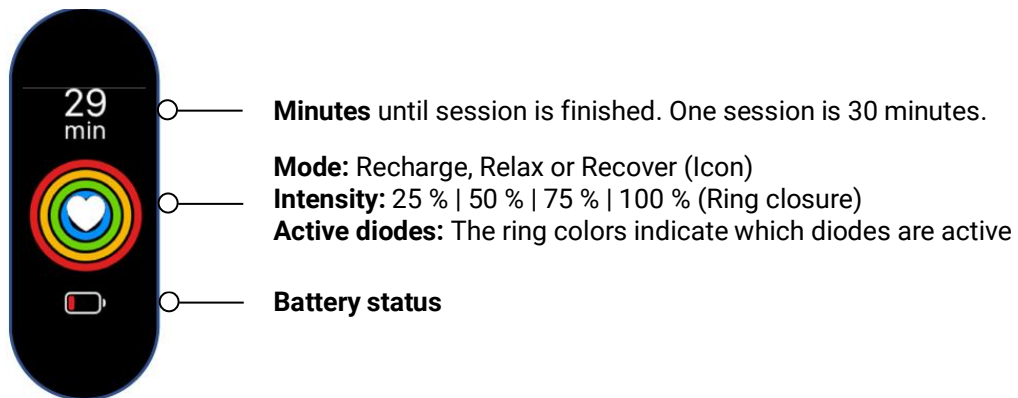 29
min
Minutes until session is finished. One session is 30 minutes.
Mode: Recharge, Relax or Recover (Icon)
Intensity: 25 % | 50 % | 75 % | 100 % (Ring closure)
Active diodes: The ring colors indicate which diodes are active
Battery status